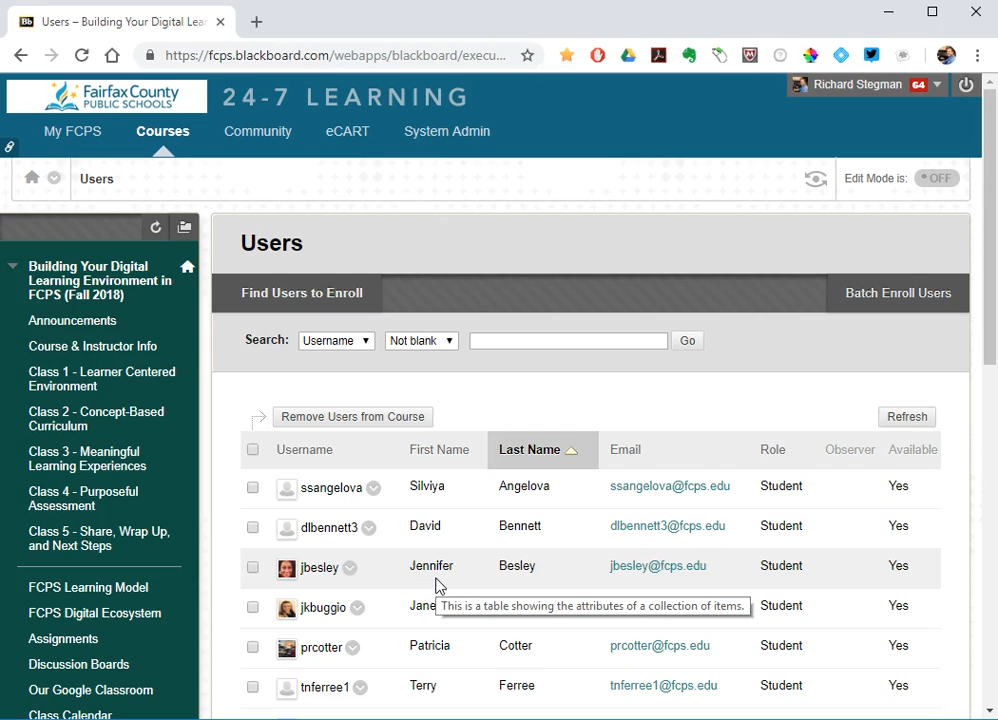 Users – Building Your Digital Lear
https://fcps.blackboard.com/webapps/blackboard/execu...
Fairfax County
PUBLIC SCHOOLS
24-7 LEARNING
Richard Stegman 64
My FCPS Courses Community eCART System Admin
Users
Edit Mode is: OFF
Building Your Digital
Learning Environment in
FCPS (Fall 2018)
Announcements
Course & Instructor Info
Class 1 - Learner Centered
Environment
Class 2 - Concept-Based
Curriculum
Class 3 - Meaningful
Learning Experiences
Class 4 - Purposeful
Assessment
Class 5 - Share, Wrap Up,
and Next Steps
FCPS Learning Model
FCPS Digital Ecosystem
Assignments
Discussion Boards
Our Google Classroom
Class Calendar
Users
Find Users to Enroll Batch Enroll Users
Search: Username Not blank Go
Remove Users from Course Refresh
Username First Name Last Name Email Role Observer Available
ssangelova Silviya Angelova ssangelova@fcps.edu Student Yes
dlbennett3 David Bennett dlbennett3@fcps.edu Student Yes
jbesley Jennifer Besley jbesley@fcps.edu Student Yes
jkbuggio Jane Student Yes
This is a table showing the attributes of a collection of items.
prcotter Patricia Cotter prcotter@fcps.edu Student Yes
tnferree1 Terry Ferree tnferree1@fcps.edu Student Yes